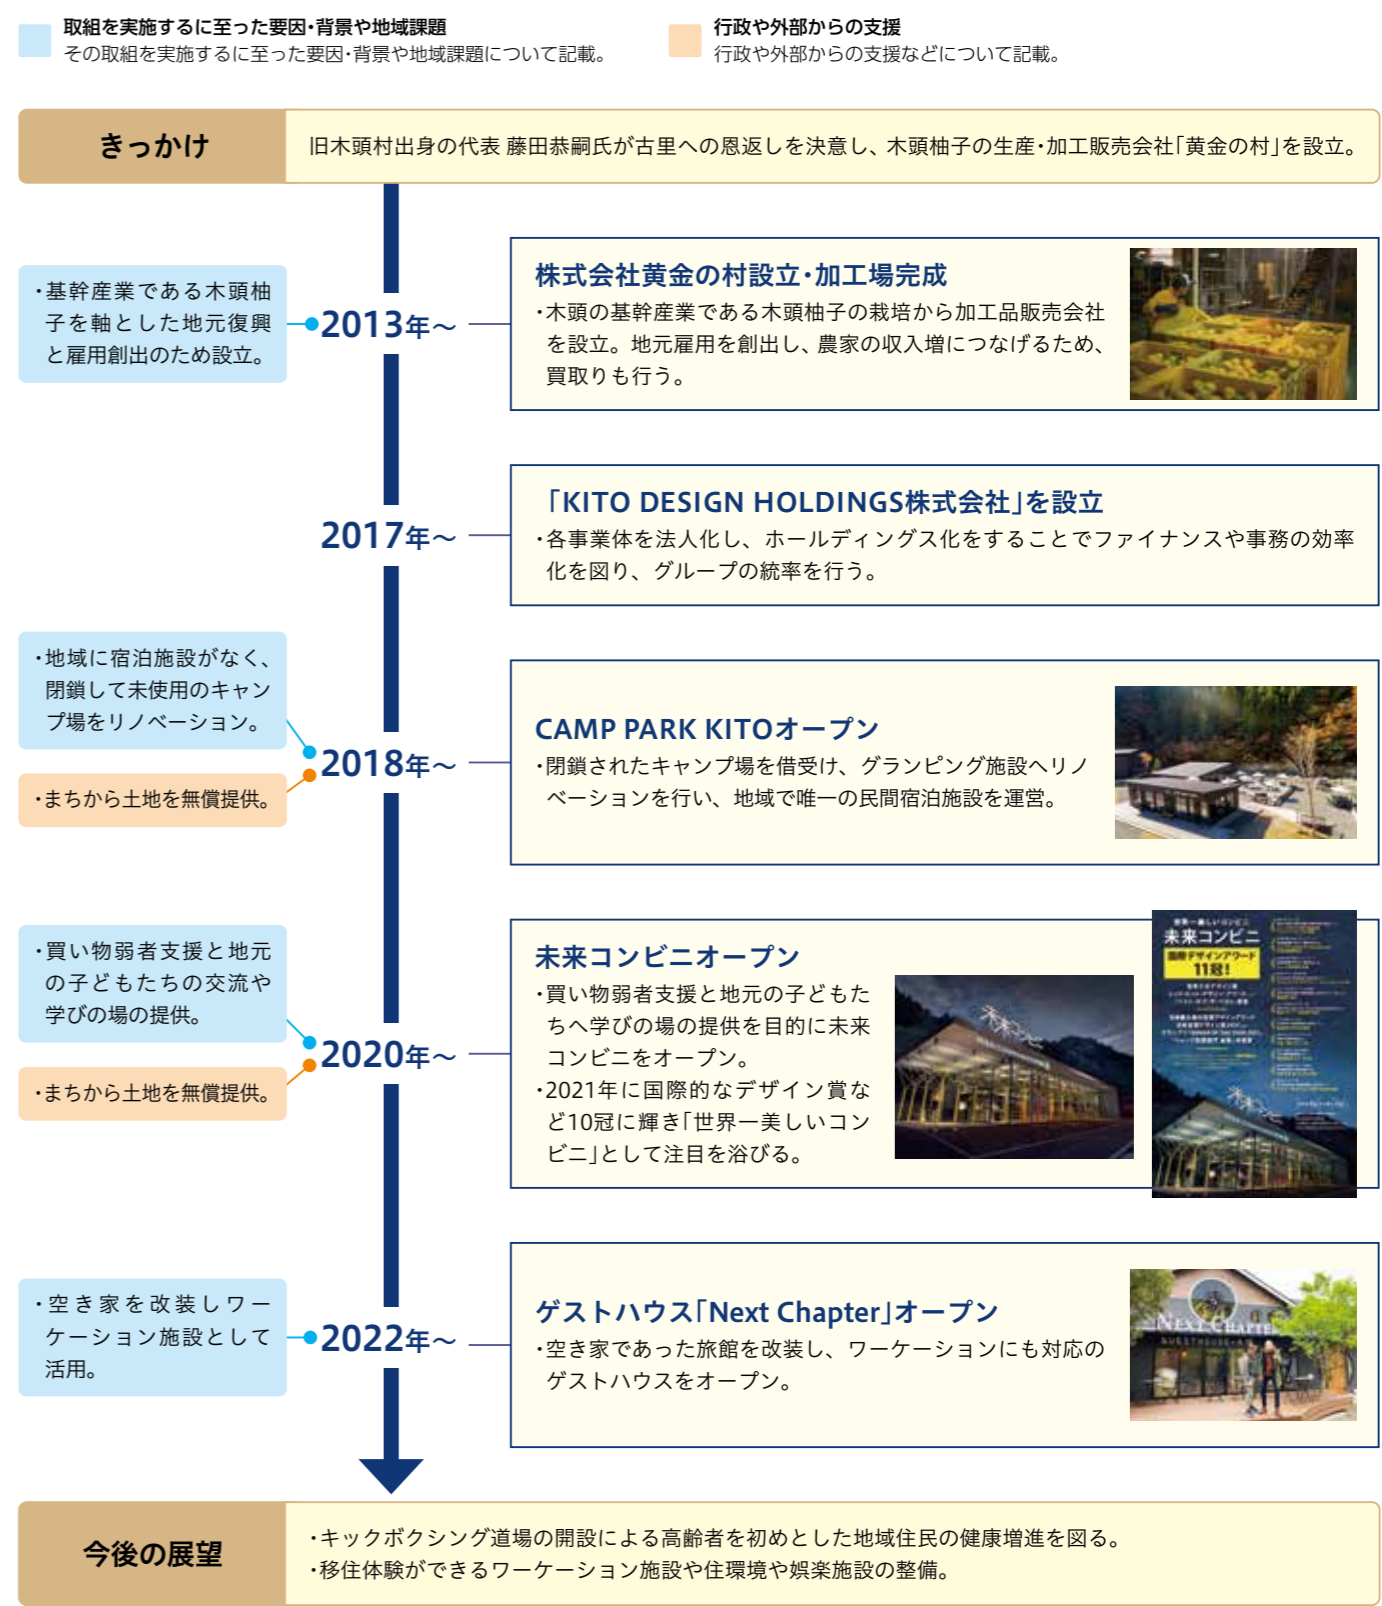 取組を実施するに至った要因・背景や地域課題
その取組を実施するに至った要因・背景や地域課題について記載。
行政や外部からの支援
行政や外部からの支援などについて記載。
きっかけ
旧木頭村出身の代表 藤田恭嗣氏が古里への恩返しを決意し、木頭柚子の生産・加工販売会社「黄金の村」を設立。
・基幹産業である木頭柚
子を軸とした地元復興
と雇用創出のため設立。
2013年〜
株式会社黄金の村設立・加工場完成
・木頭の基幹産業である木頭柚子の栽培から加工品販売会社
を設立。地元雇用を創出し、農家の収入増につなげるため、
買取りも行う。
2017年〜
「KITO DESIGN HOLDINGS株式会社」を設立
・各事業体を法人化し、ホールディングス化をすることでファイナンスや事務の効率
化を図り、グループの統率を行う。
・地域に宿泊施設がなく、
閉鎖して未使用のキャン
プ場をリノベーション。
・まちから土地を無償提供。
2018年〜
CAMP PARK KITOオープン
・閉鎖されたキャンプ場を借受け、グランピング施設へリノ
ベーションを行い、地域で唯一の民間宿泊施設を運営。
・買い物弱者支援と地元
の子どもたちの交流や
学びの場の提供。
・まちから土地を無償提供。
2020年〜
未来コンビニオープン
・買い物弱者支援と地元の子どもた
ちへ学びの場の提供を目的に未来
コンビニをオープン。
・2021年に国際的なデザイン賞な
ど10冠に輝き「世界一美しいコン
ビニ」として注目を浴びる。
未来コンビニ
世界一美しいコンビニ
未来コンビニ
国際デザインアワード
11冠!
未来コンビニ
・空き家を改装しワー
ケーション施設として
活用。
2022年〜
ゲストハウス「Next Chapter」オープン
・空き家であった旅館を改装し、ワーケーションにも対応の
ゲストハウスをオープン。
NEXT CHAPTER
今後の展望
・キックボクシング道場の開設による高齢者を初めとした地域住民の健康増進を図る。
・移住体験ができるワーケーション施設や住環境や娯楽施設の整備。